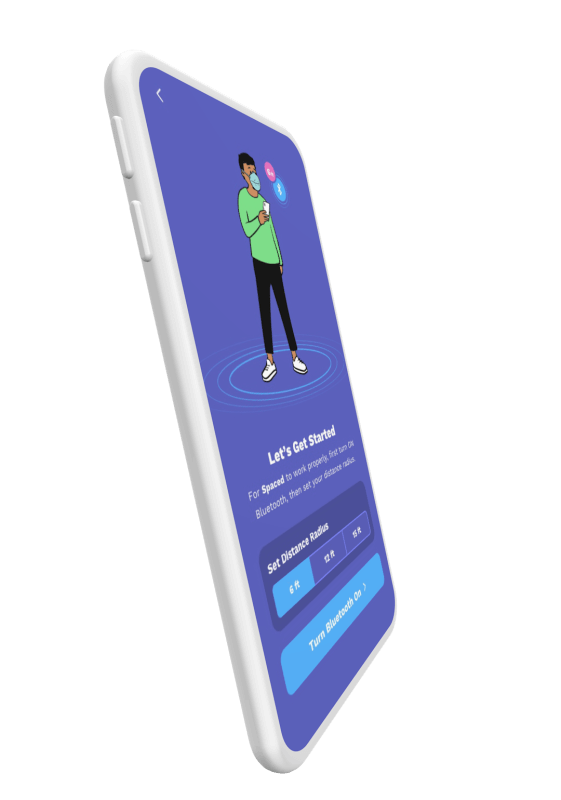 Let's Get Started
For Spaced to work properly, first turn ON
Bluetooth, then set your distance radius.
Set Distance Radius
6 ft
12 ft
15 ft
Turn Bluetooth On